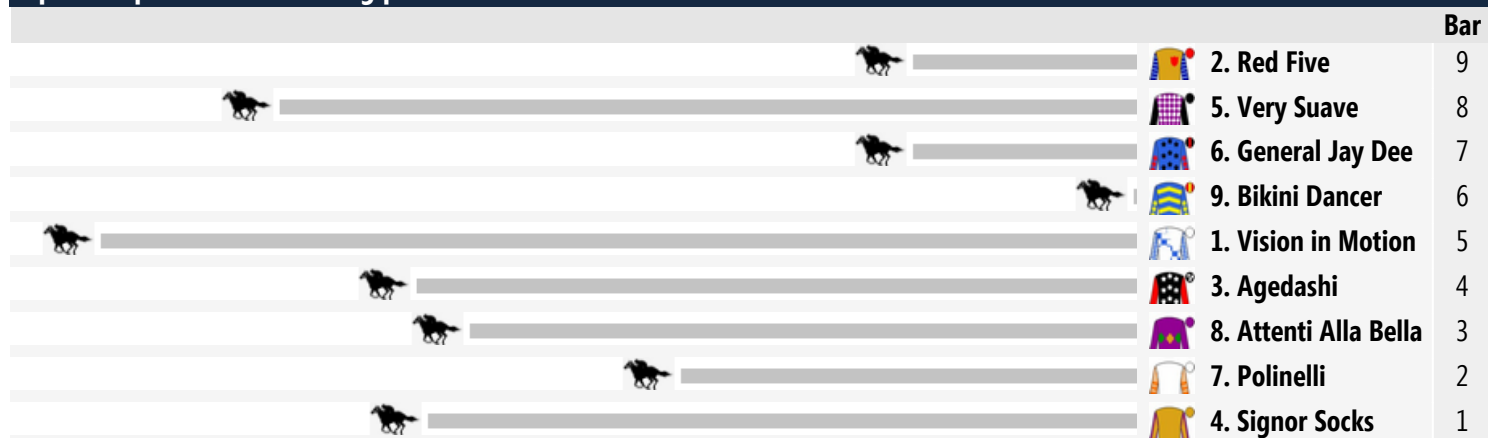 Bar
2. Red Five 9
5. Very Suave 8
6. General Jay Dee 7
9. Bikini Dancer 6
1. Vision in Motion 5
3. Agedashi 4
8. Attenti Alla Bella 3
7. Polinelli 2
4. Signor Socks 1